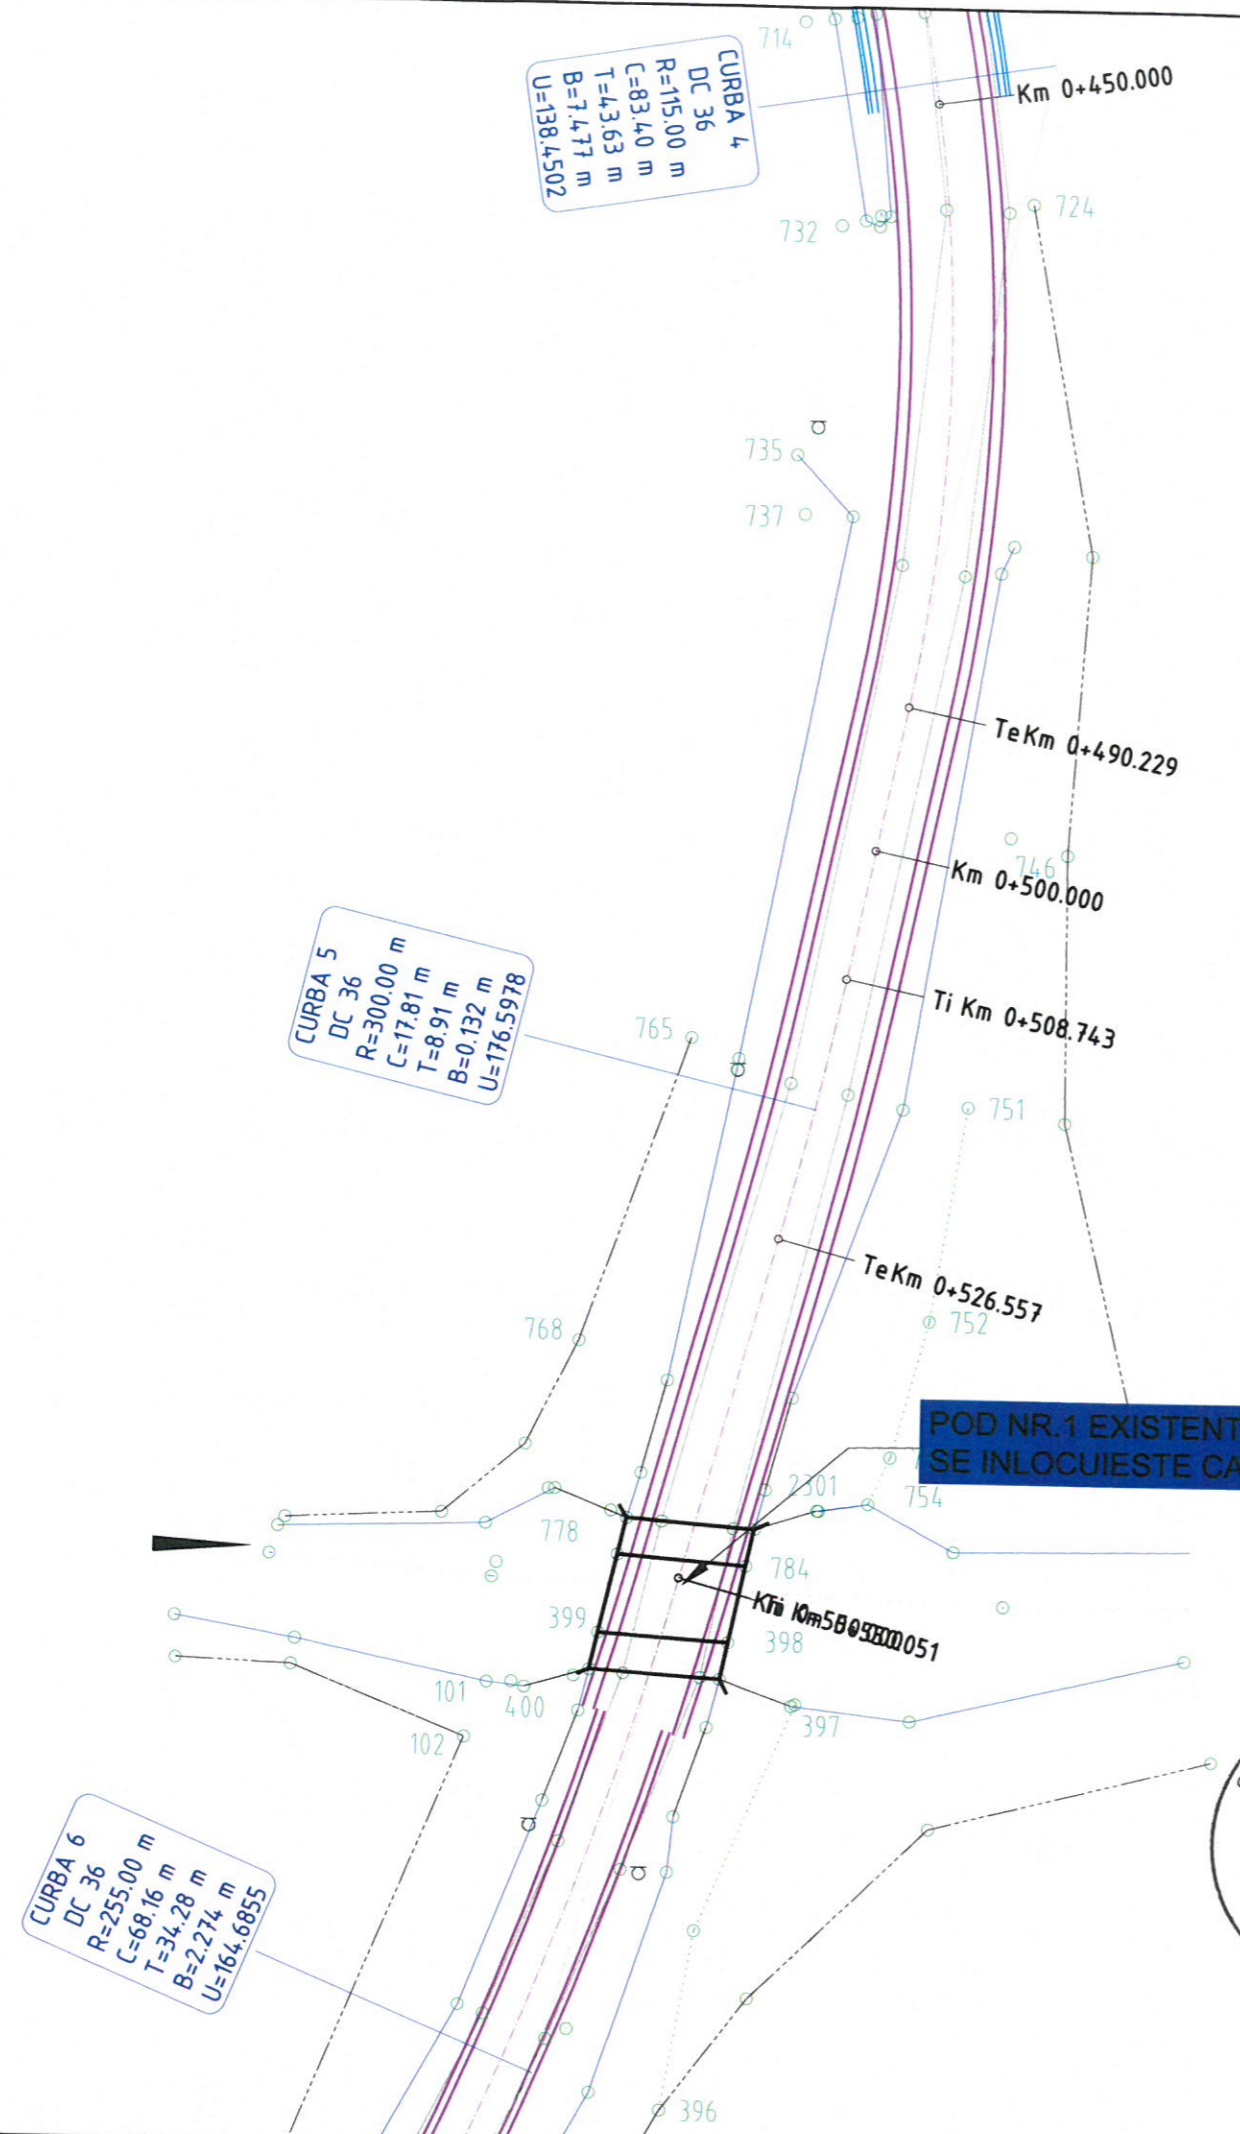 714
CURBA 4
DC 36
R=115.00 m
C=83.40 m
T=43.63 m
B=7.477 m
U=138.4502
Km 0+450.000
732
724
735
737
TeKm 0+490.229
746
Km 0+500.000
CURBA 5
DC 36
R=300.00 m
C=17.81 m
T=8.91 m
B=0.132 m
U=176.5978
Ti Km 0+508.743
765
751
TeKm 0+526.557
752
768
POD NR.1 EXISTENT
SE INLOCUIESTE CA
2301
754
778
784
399
398
101
400
397
102
CURBA 6
DC 36
R=255.00 m
C=68.16 m
T=34.28 m
B=2.274 m
U=164.6855
396